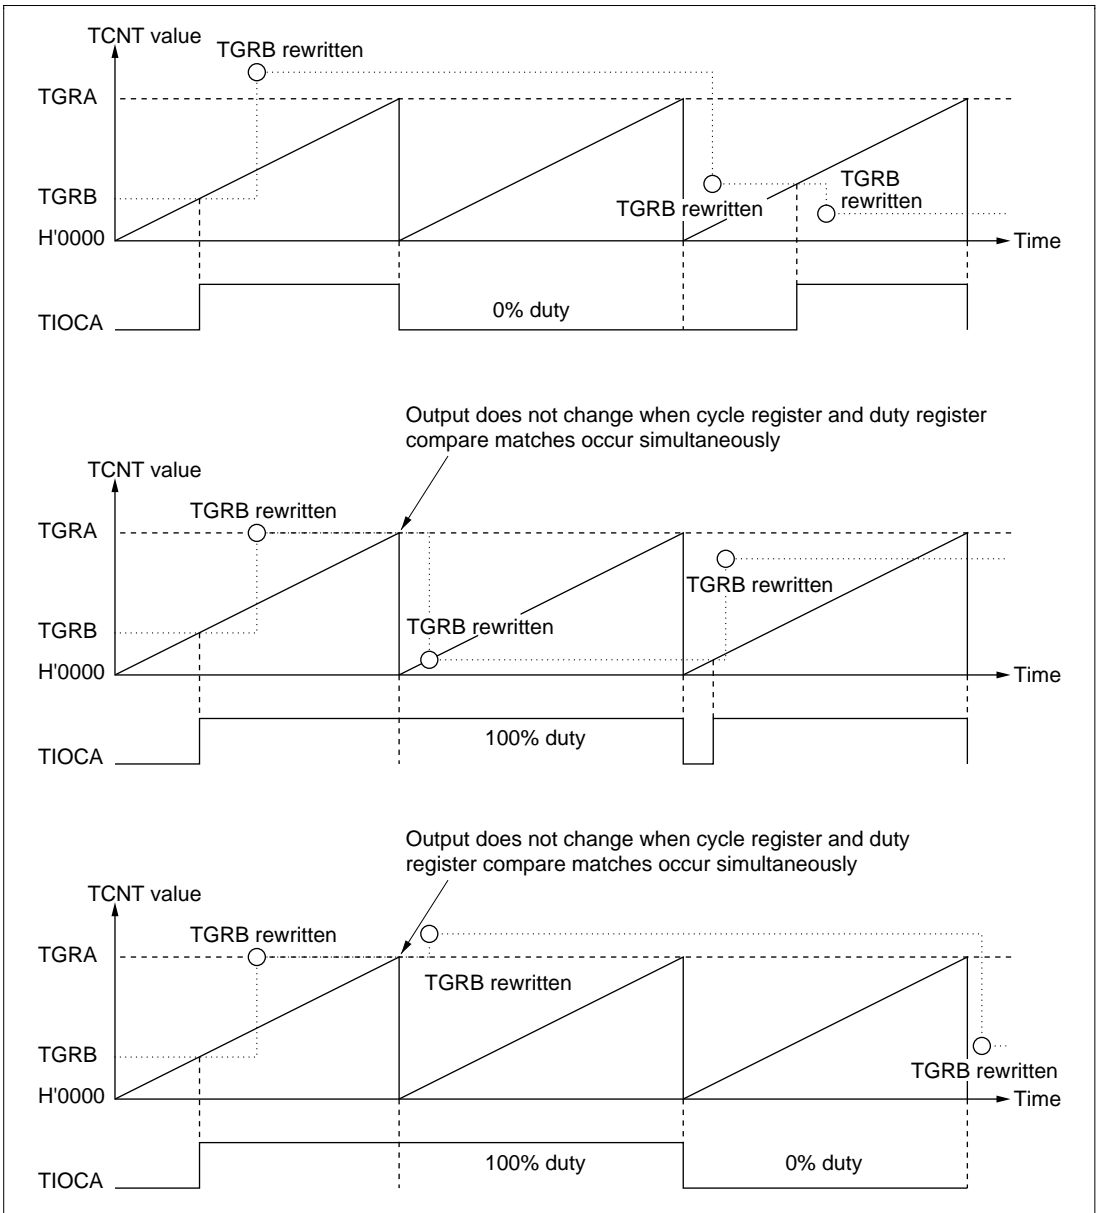 TCNT value
TGRB rewritten
TGRA
TGRB
TGRB
rewritten
TGRB rewritten
H'0000
Time
0% duty
TIOCA
Output does not change when cycle register and duty register
compare matches occur simultaneously
TCNT value
TGRB rewritten
TGRA
TGRB rewritten
TGRB
TGRB rewritten
H'0000
Time
100% duty
TIOCA
Output does not change when cycle register and duty
register compare matches occur simultaneously
TCNT value
TGRB rewritten
TGRA
TGRB rewritten
TGRB
TGRB rewritten
H'0000
Time
100% duty
0% duty
TIOCA